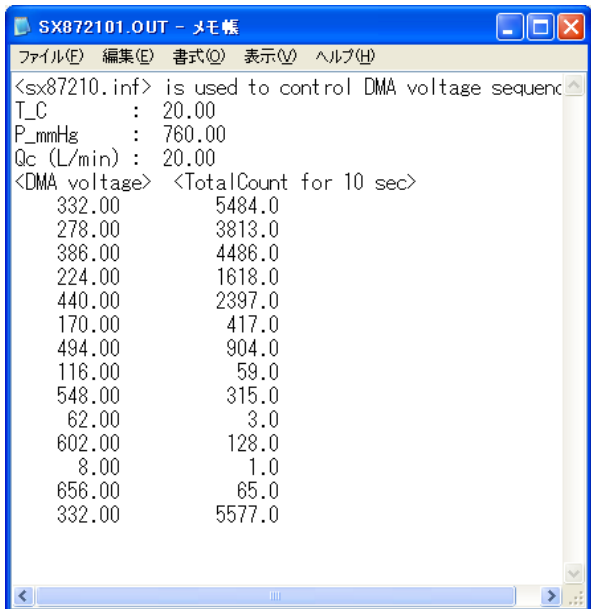 SX872101.OUT - メモ帳
ファイル(F) 編集(E) 書式(O) 表示(V) ヘルプ(H)
<sx87210.inf> is used to control DMA voltage sequenc
T_C : 20.00
P_mmHg : 760.00
Qc (L/min) : 20.00
<DMA voltage> <TotalCount for 10 sec>
332.00 5484.0
278.00 3813.0
386.00 4486.0
224.00 1618.0
440.00 2397.0
170.00 417.0
494.00 904.0
116.00 59.0
548.00 315.0
62.00 3.0
602.00 128.0
8.00 1.0
656.00 65.0
332.00 5577.0